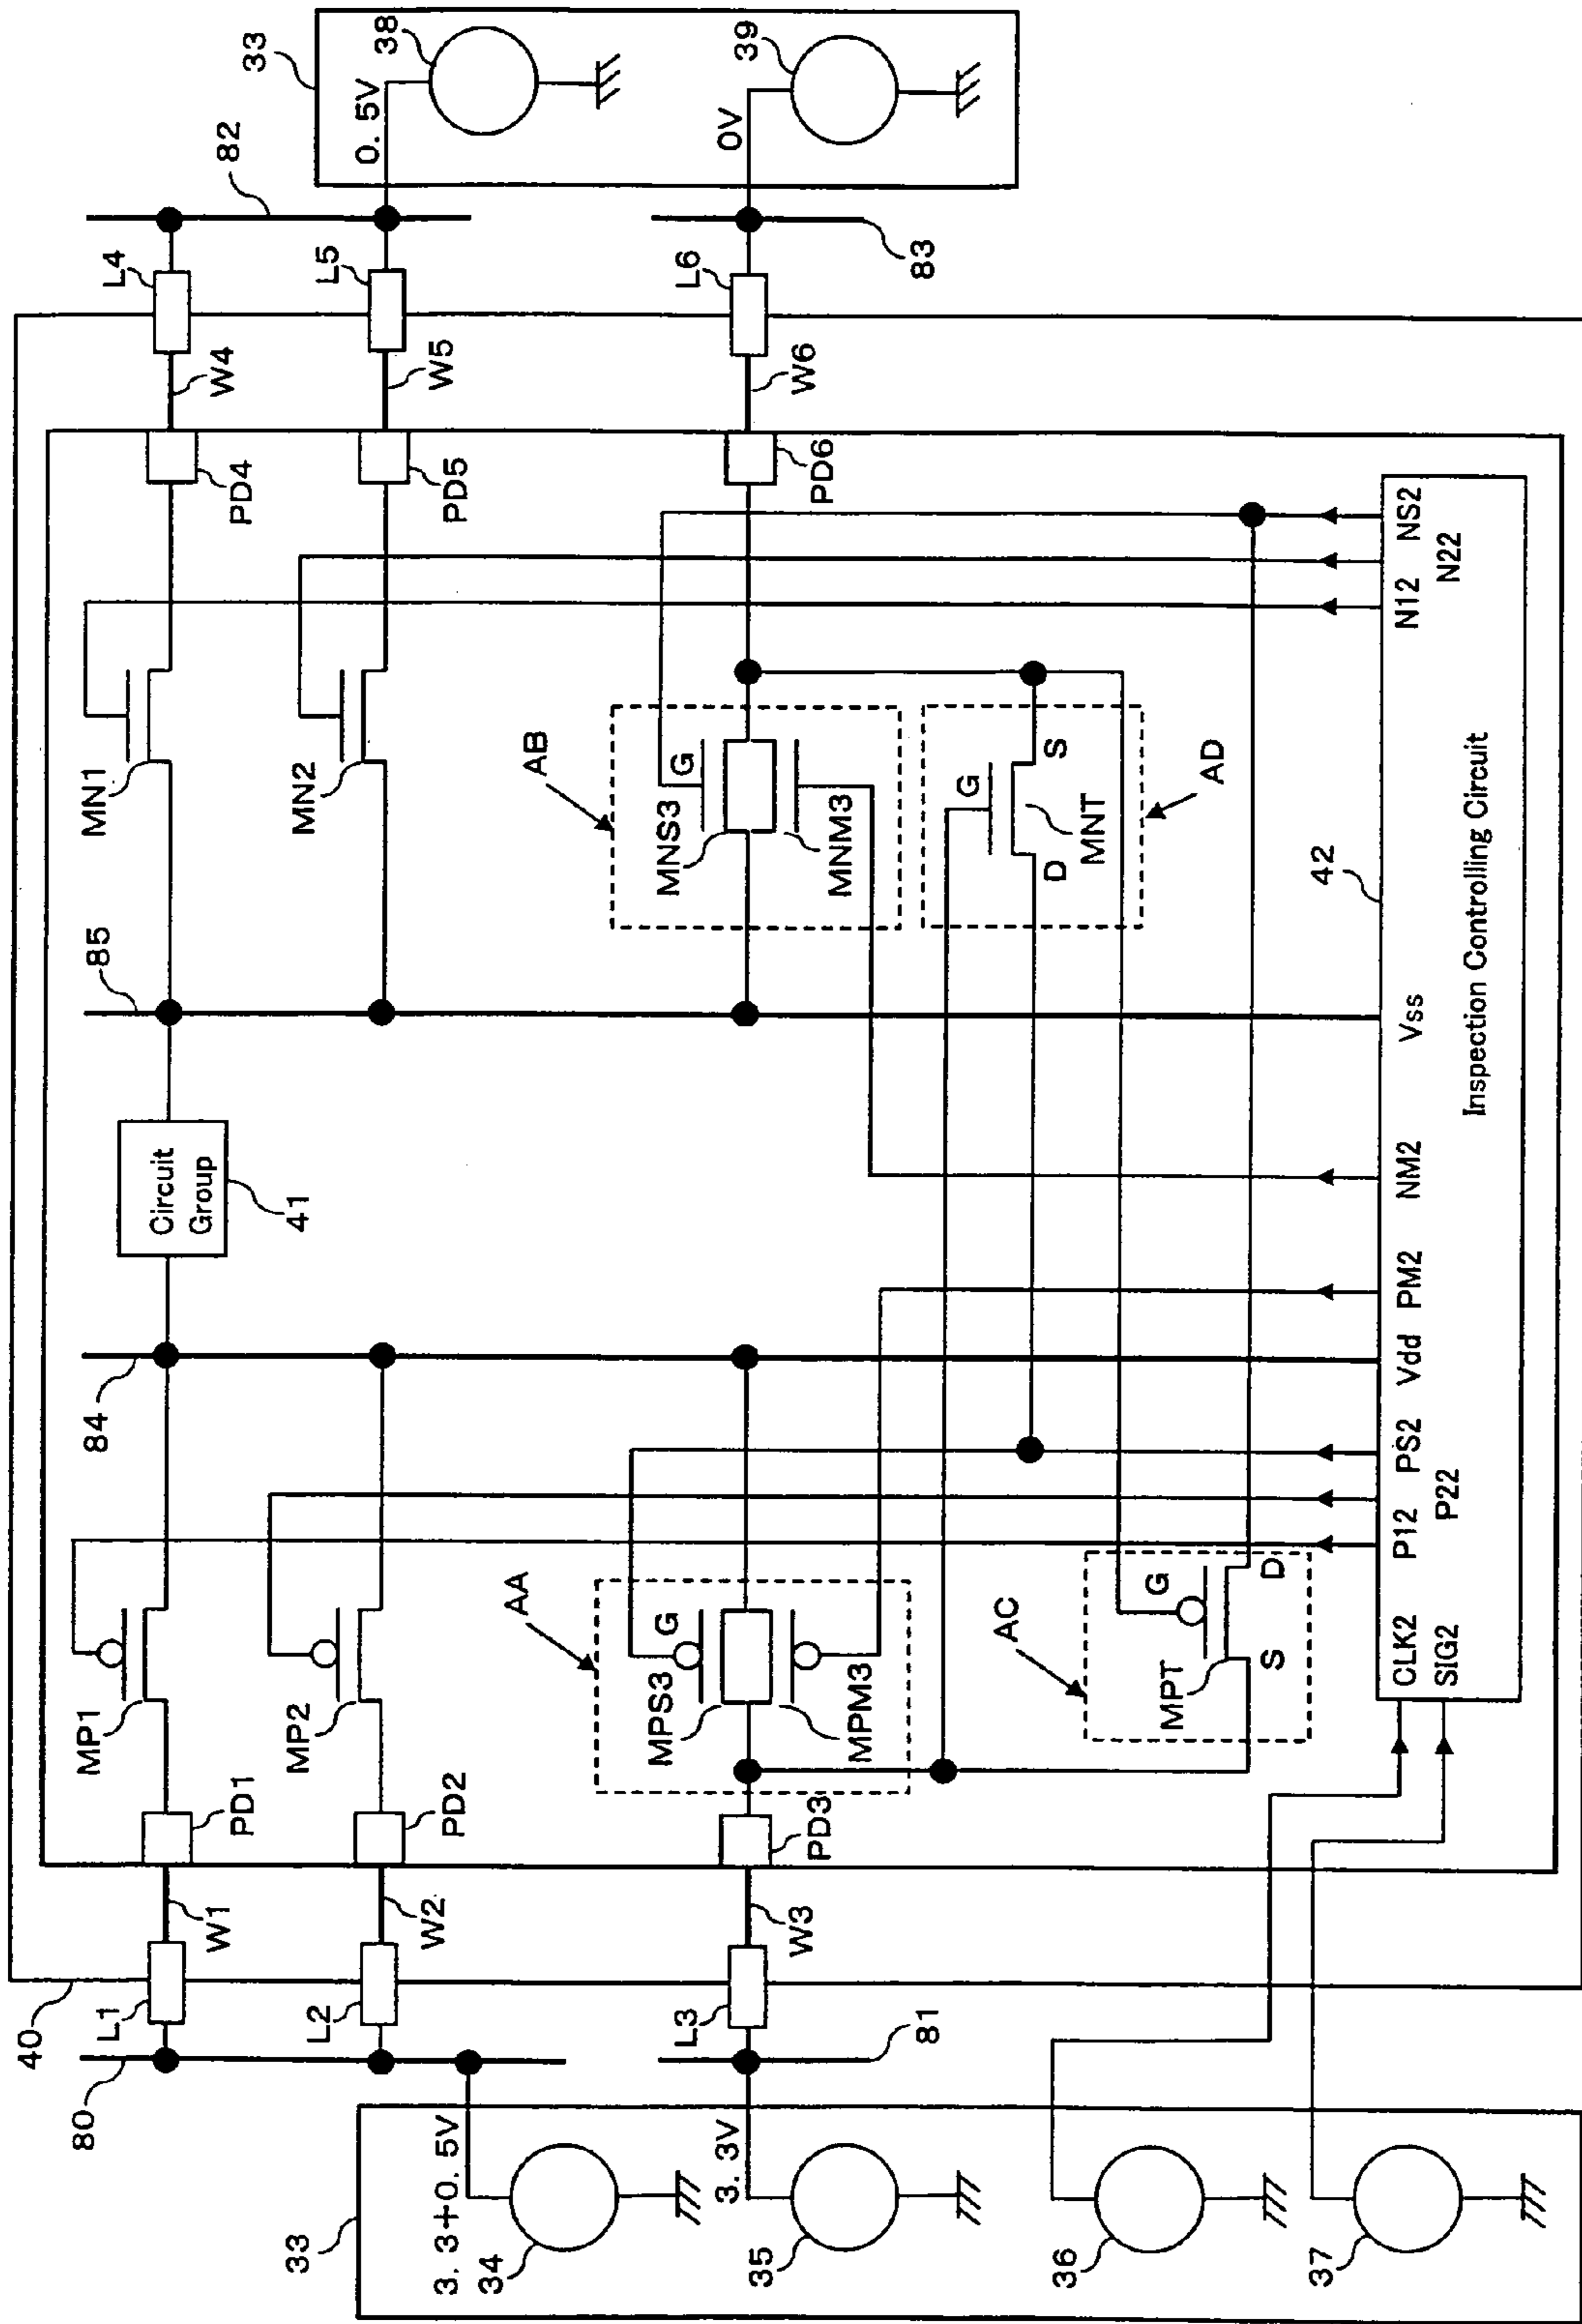 33
38
0. 5V
39
0V
82
83
L4
L5
L6
W4
W5
W6
PD4
PD5
PD6
MN1
MN2
AB
G
MNS3
MNM3
G
S
D
MNT
AD
85
Circuit
Group
41
84
MP1
MP2
AA
G
MPS3
MPM3
AC
G
D
S
MPT
PD1
PD2
PD3
W1
W2
W3
40
L1
L2
L3
80
81
33
3. 3+0. 5V
34
3. 3V
35
36
37
42
Inspection Controlling Circuit
CLK2
SIG2
P12
P22
PS2
Vdd
PM2
NM2
Vss
N12
N22
NS2